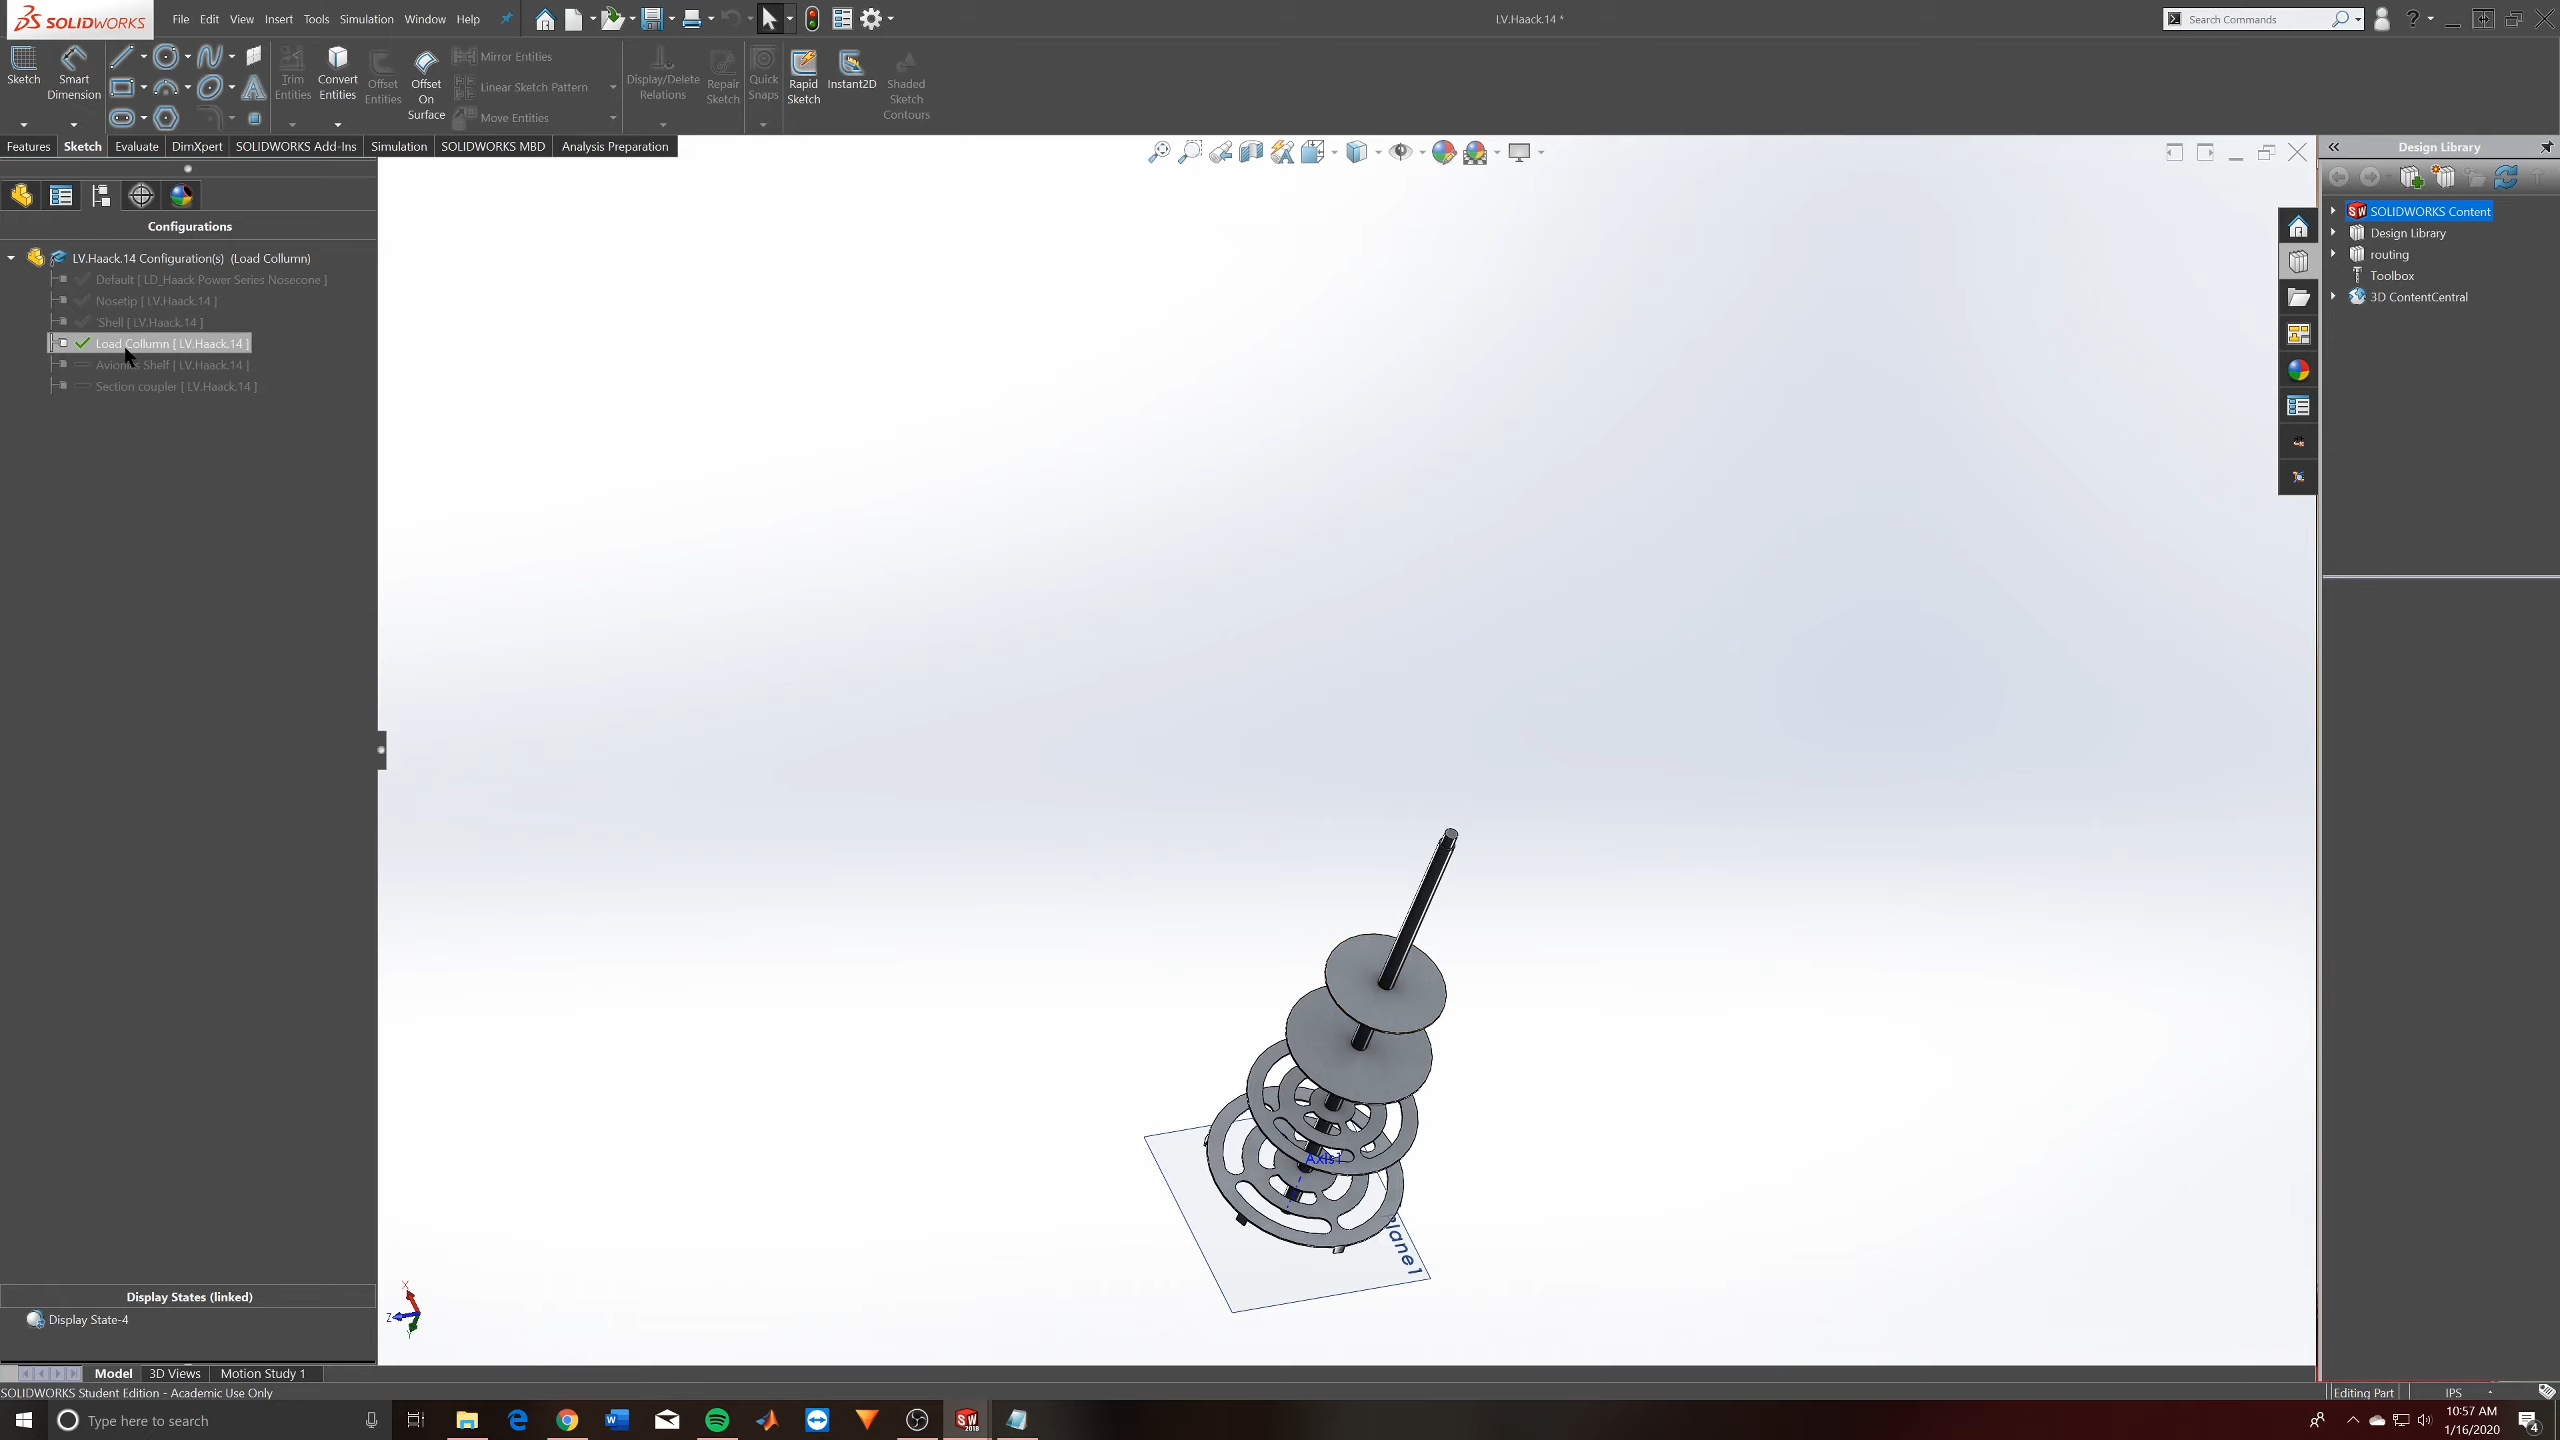 SOLIDWORKS File Edit View Insert Tools Simulation Window Help LV.Haack.14 * Search Commands ?
Sketch Smart Dimension Trim Entities Convert Entities Offset Entities Offset On Surface Mirror Entities Linear Sketch Pattern Move Entities Display/Delete Relations Repair Sketch Quick Snaps Rapid Sketch Instant2D Shaded Sketch Contours
Features Sketch Evaluate DimXpert SOLIDWORKS Add-Ins Simulation SOLIDWORKS MBD Analysis Preparation
Configurations
LV.Haack.14 Configuration(s) (Load Collumn)
Default [ LD_Haack Power Series Nosecone ]
Nosetip [ LV.Haack.14 ]
'Shell [ LV.Haack.14 ]
Load Collumn [ LV.Haack.14 ]
Avionics Shelf [ LV.Haack.14 ]
Section coupler [ LV.Haack.14 ]
Design Library
SOLIDWORKS Content
Design Library
routing
Toolbox
3D ContentCentral
Axis1
Plane1
X
Z
Y
Display States (linked)
Display State-4
Model 3D Views Motion Study 1
SOLIDWORKS Student Edition - Academic Use Only
Editing Part IPS
Type here to search
SW
2018
10:57 AM
1/16/2020
4